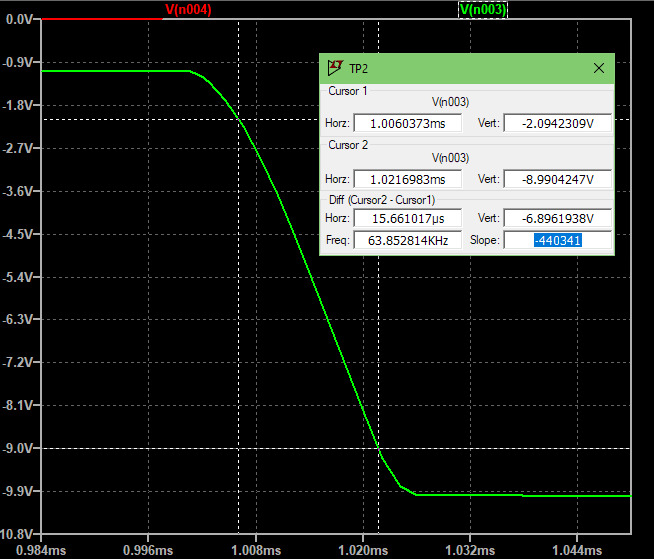 V(n004) V(n003)
0.0V
-0.9V
-1.8V
-2.7V
-3.6V
-4.5V
-5.4V
-6.3V
-7.2V
-8.1V
-9.0V
-9.9V
-10.8V
0.984ms 0.996ms 1.008ms 1.020ms 1.032ms 1.044ms
TP2
Cursor 1
V(n003)
Horz: 1.0060373ms Vert: -2.0942309V
Cursor 2
V(n003)
Horz: 1.0216983ms Vert: -8.9904247V
Diff (Cursor2 - Cursor1)
Horz: 15.661017µs Vert: -6.8961938V
Freq: 63.852814KHz Slope: -440341